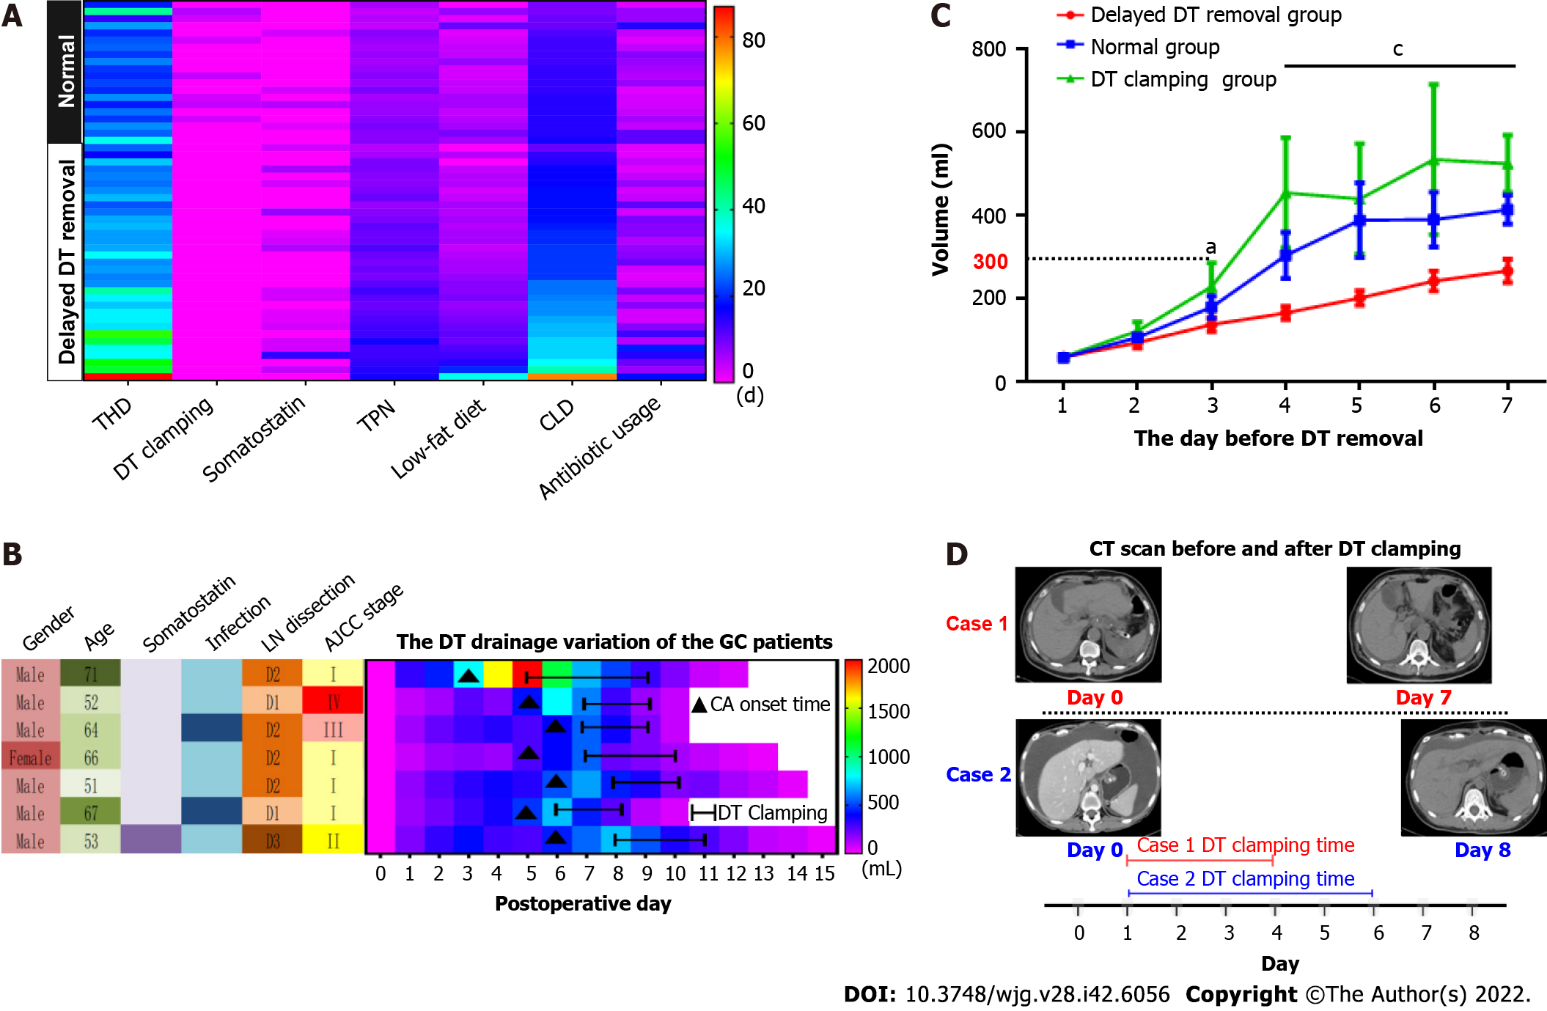 A
Normal
Delayed DT removal
80
60
40
20
0
(d)
THD
DT clamping
Somatostatin
TPN
Low-fat diet
CLD
Antibiotic usage
C
Delayed DT removal group
Normal group
DT clamping group
c
a
800
600
400
300
200
0
Volume (ml)
1 2 3 4 5 6 7
The day before DT removal
B
Gender Age Somatostatin Infection LN dissection AJCC stage
The DT drainage variation of the GC patients
Male 71 D2 I
Male 52 D1 IV
Male 64 D2 III
Female 66 D2 I
Male 51 D2 I
Male 67 D1 I
Male 53 D3 II
CA onset time
DT Clamping
2000
1500
1000
500
0
(mL)
0 1 2 3 4 5 6 7 8 9 10 11 12 13 14 15
Postoperative day
D
CT scan before and after DT clamping
Case 1
Day 0 Day 7
Case 2
Day 0 Day 8
Case 1 DT clamping time
Case 2 DT clamping time
0 1 2 3 4 5 6 7 8
Day
DOI: 10.3748/wjg.v28.i42.6056 Copyright ©The Author(s) 2022.